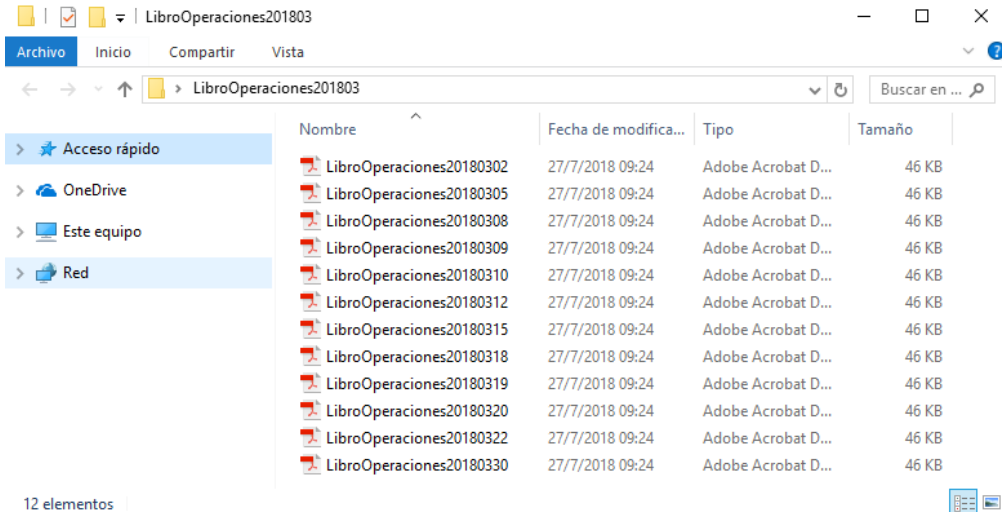 LibroOperaciones201803
Archivo Inicio Compartir Vista
LibroOperaciones201803 Buscar en ...
Nombre Fecha de modifica... Tipo Tamaño
Acceso rápido
OneDrive
Este equipo
Red
LibroOperaciones20180302 27/7/2018 09:24 Adobe Acrobat D... 46 KB
LibroOperaciones20180305 27/7/2018 09:24 Adobe Acrobat D... 46 KB
LibroOperaciones20180308 27/7/2018 09:24 Adobe Acrobat D... 46 KB
LibroOperaciones20180309 27/7/2018 09:24 Adobe Acrobat D... 46 KB
LibroOperaciones20180310 27/7/2018 09:24 Adobe Acrobat D... 46 KB
LibroOperaciones20180312 27/7/2018 09:24 Adobe Acrobat D... 46 KB
LibroOperaciones20180315 27/7/2018 09:24 Adobe Acrobat D... 46 KB
LibroOperaciones20180318 27/7/2018 09:24 Adobe Acrobat D... 46 KB
LibroOperaciones20180319 27/7/2018 09:24 Adobe Acrobat D... 46 KB
LibroOperaciones20180320 27/7/2018 09:24 Adobe Acrobat D... 46 KB
LibroOperaciones20180322 27/7/2018 09:24 Adobe Acrobat D... 46 KB
LibroOperaciones20180330 27/7/2018 09:24 Adobe Acrobat D... 46 KB
12 elementos